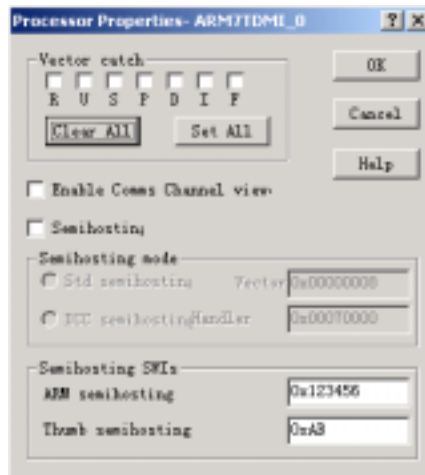 Processor Properties- ARM7TDMI_0
Vector catch
R U S P D I F
Clear All Set All
OK
Cancel
Help
Enable Comms Channel view
Semihosting
Semihosting mode
Std semihosting Vector 0x00000008
DCC semihosting Handler 0x00070000
Semihosting SWIs
ARM semihosting 0x123456
Thumb semihosting 0xAB